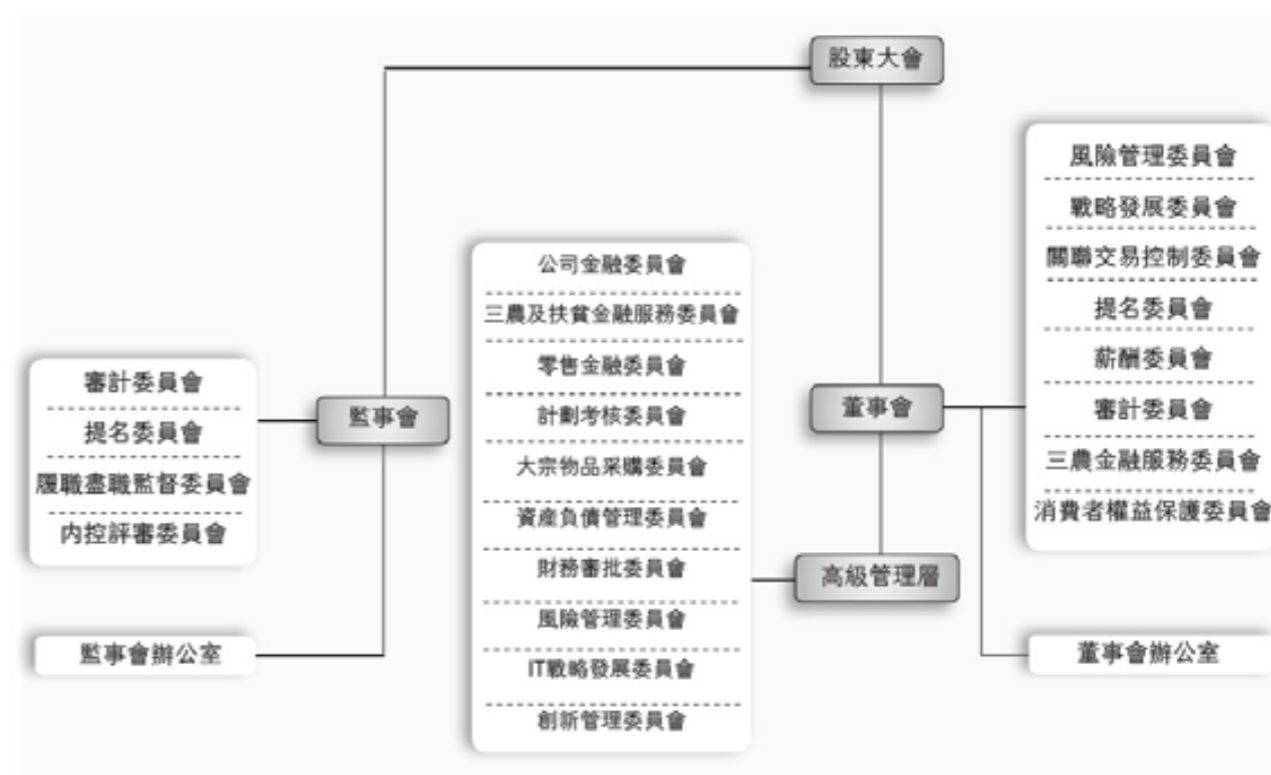 股東大會
風險管理委員會
戰略發展委員會
關聯交易控制委員會
提名委員會
薪酬委員會
審計委員會
三農金融服務委員會
消費者權益保護委員會
董事會
董事會辦公室
公司金融委員會
三農及扶貧金融服務委員會
零售金融委員會
計劃考核委員會
大宗物品采購委員會
資產負債管理委員會
財務審批委員會
風險管理委員會
IT戰略發展委員會
創新管理委員會
高級管理層
審計委員會
提名委員會
履職盡職監督委員會
内控評審委員會
監事會
監事會辦公室